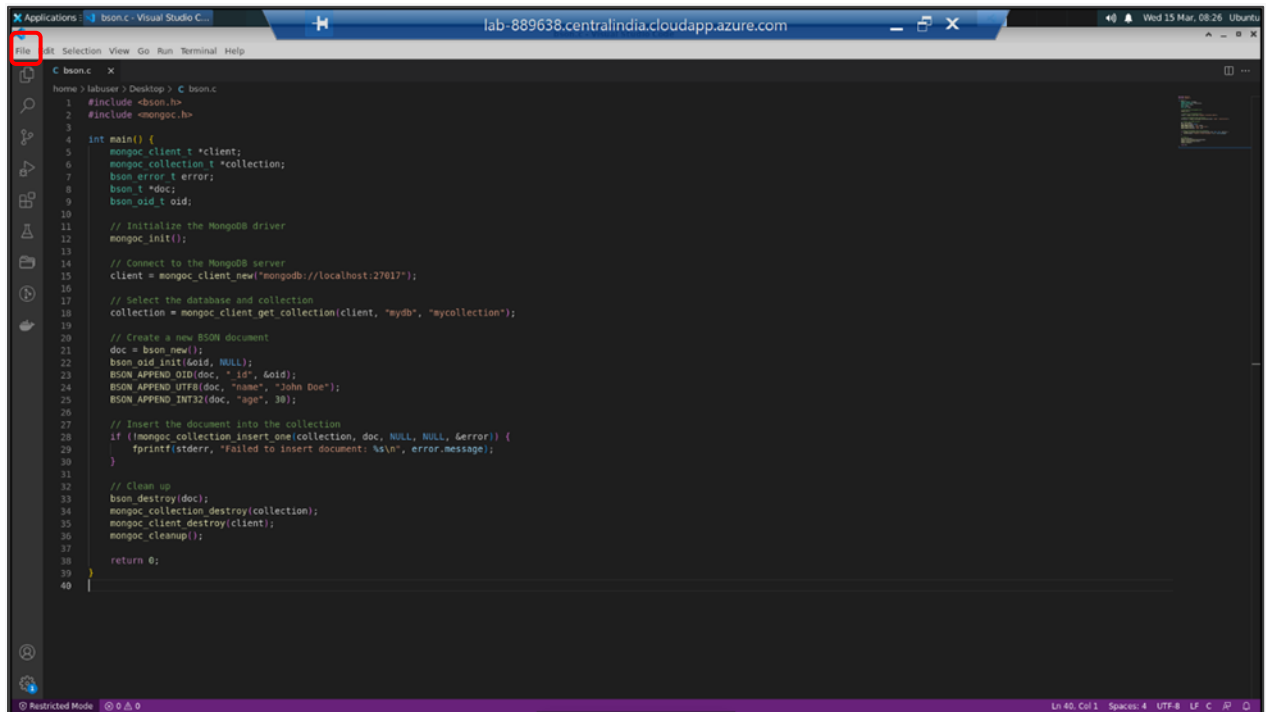 Applications bson.c - Visual Studio C...
lab-889638.centralindia.cloudapp.azure.com
Wed 15 Mar, 08:26 Ubuntu
File Edit Selection View Go Run Terminal Help
C bson.c X
home > labuser > Desktop > C bson.c
1 #include <bson.h>
2 #include <mongoc.h>
3
4 int main() {
5 mongoc_client_t *client;
6 mongoc_collection_t *collection;
7 bson_error_t error;
8 bson_t *doc;
9 bson_oid_t oid;
10
11 // Initialize the MongoDB driver
12 mongoc_init();
13
14 // Connect to the MongoDB server
15 client = mongoc_client_new("mongodb://localhost:27017");
16
17 // Select the database and collection
18 collection = mongoc_client_get_collection(client, "mydb", "mycollection");
19
20 // Create a new BSON document
21 doc = bson_new();
22 bson_oid_init(&oid, NULL);
23 BSON_APPEND_OID(doc, "_id", &oid);
24 BSON_APPEND_UTF8(doc, "name", "John Doe");
25 BSON_APPEND_INT32(doc, "age", 30);
26
27 // Insert the document into the collection
28 if (!mongoc_collection_insert_one(collection, doc, NULL, NULL, &error)) {
29 fprintf(stderr, "Failed to insert document: %s\n", error.message);
30 }
31
32 // Clean up
33 bson_destroy(doc);
34 mongoc_collection_destroy(collection);
35 mongoc_client_destroy(client);
36 mongoc_cleanup();
37
38 return 0;
39 }
40
1
Restricted Mode 0 0 Ln 40, Col 1 Spaces: 4 UTF-8 LF C